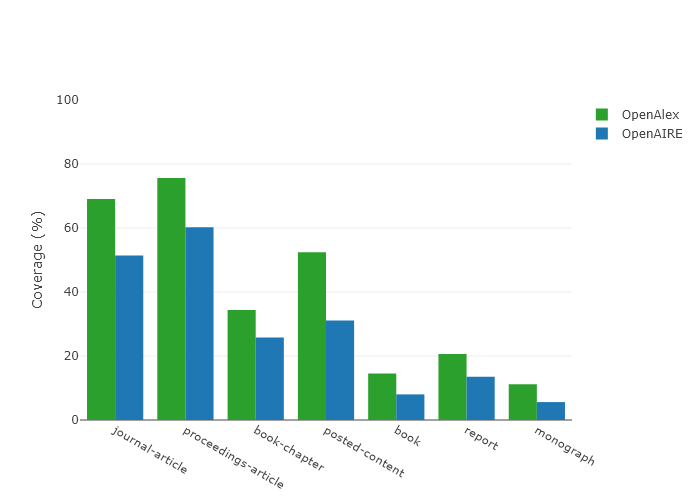 100
80
60
40
20
0
Coverage (%)
journal-article
proceedings-article
book-chapter
posted-content
book
report
monograph
OpenAlex
OpenAIRE